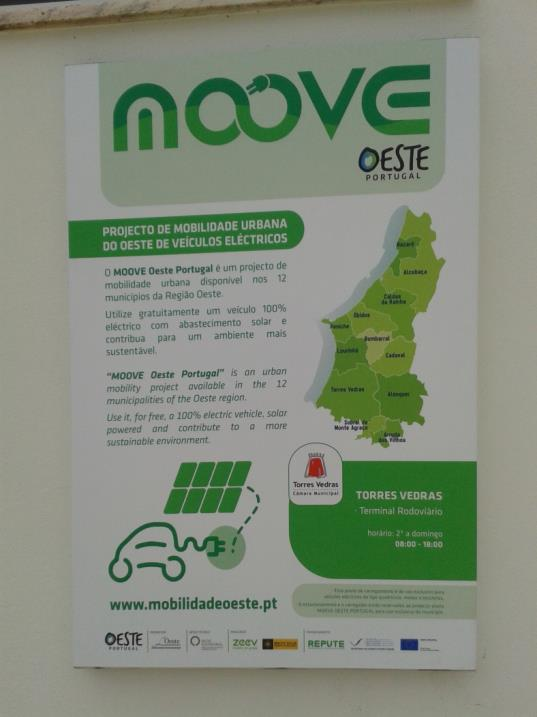 MOOVE
OESTE
PORTUGAL
PROJECTO DE MOBILIDADE URBANA
DO OESTE DE VEÍCULOS ELÉCTRICOS
O MOOVE Oeste Portugal é um projecto de
mobilidade urbana disponível nos 12
municípios da Região Oeste.
Utilize gratuitamente um veículo 100%
eléctrico com abastecimento solar e
contribua para um ambiente mais
sustentável.
"MOOVE Oeste Portugal" is an urban
mobility project available in the 12
municipalities of the Oeste region.
Use it, for free, a 100% electric vehicle, solar
powered and contribute to a more
sustainable environment.
Nazaré
Alcobaça
Caldas
da Rainha
Óbidos
Peniche
Bombarral
Lourinhã
Cadaval
Torres Vedras
Alenquer
Sobral de
Monte Agraço
Arruda
dos Vinhos
Torres Vedras
Câmara Municipal
TORRES VEDRAS
· Terminal Rodoviário
horário: 2ª a domingo
08:00 - 18:00
www.mobilidadeoeste.pt
OESTE
PORTUGAL
Oeste
zeev
REPUTE